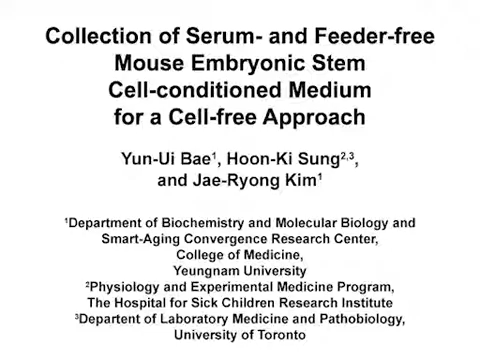 Collection of Serum- and Feeder-free
Mouse Embryonic Stem
Cell-conditioned Medium
for a Cell-free Approach
Yun-Ui Bae¹, Hoon-Ki Sung²,³,
and Jae-Ryong Kim¹
¹Department of Biochemistry and Molecular Biology and
Smart-Aging Convergence Research Center,
College of Medicine,
Yeungnam University
²Physiology and Experimental Medicine Program,
The Hospital for Sick Children Research Institute
³Departent of Laboratory Medicine and Pathobiology,
University of Toronto